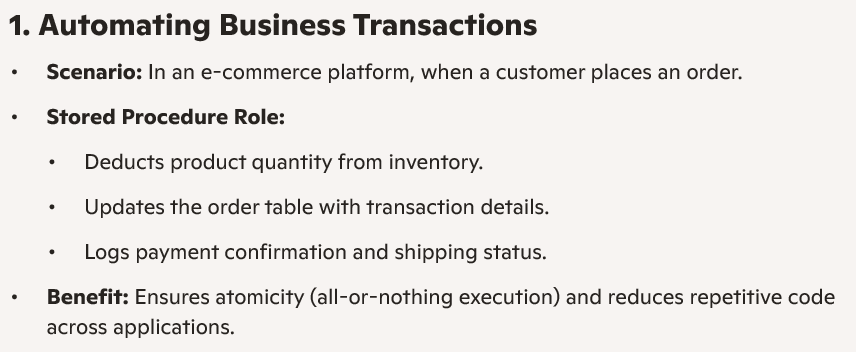 1. Automating Business Transactions
• Scenario: In an e-commerce platform, when a customer places an order.
• Stored Procedure Role:
• Deducts product quantity from inventory.
• Updates the order table with transaction details.
• Logs payment confirmation and shipping status.
• Benefit: Ensures atomicity (all-or-nothing execution) and reduces repetitive code
across applications.